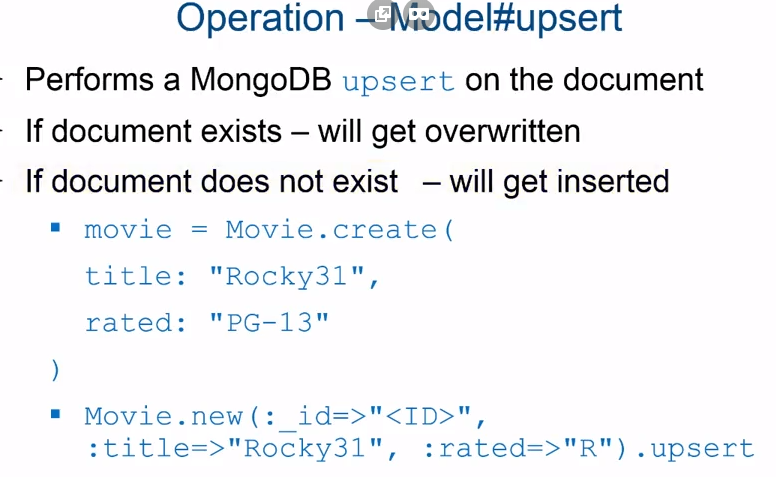 Operation – Model#upsert
Performs a MongoDB upsert on the document
If document exists – will get overwritten
If document does not exist – will get inserted
movie = Movie.create(
title: "Rocky31",
rated: "PG-13"
)
Movie.new(:_id=>"<ID>",
:title=>"Rocky31", :rated=>"R").upsert